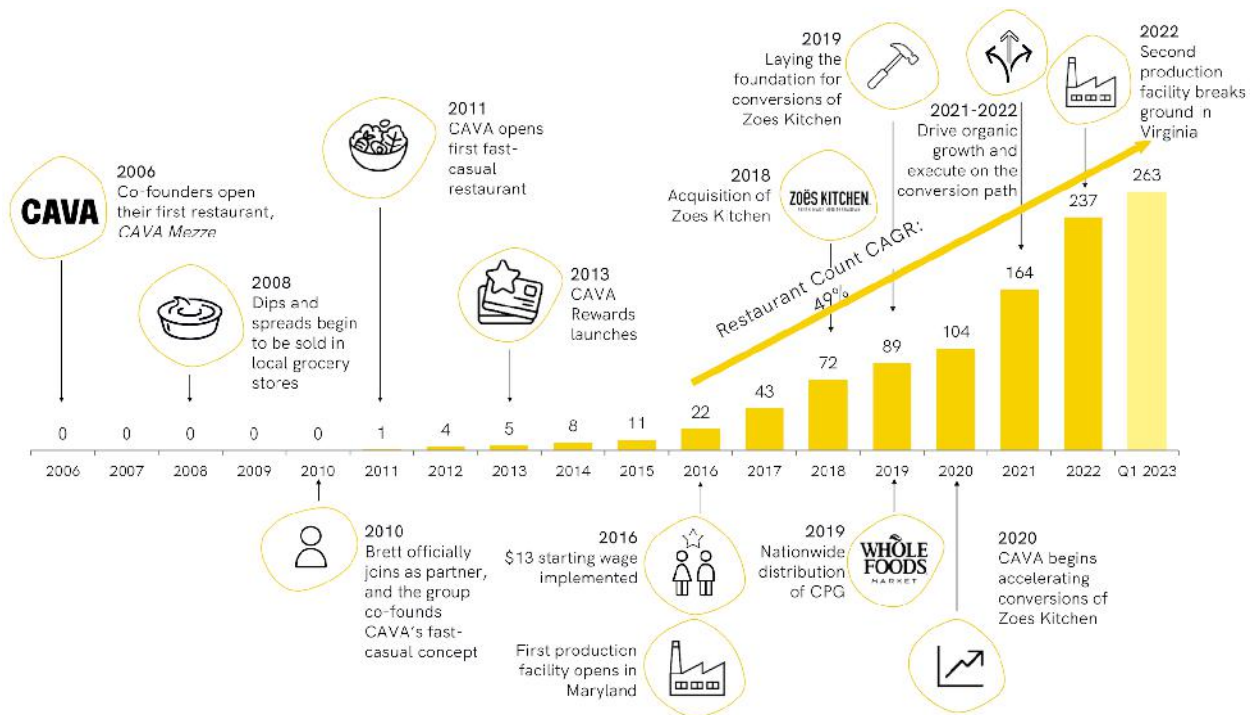 2006
Co-founders open
their first restaurant,
CAVA Mezze
CAVA
2008
Dips and
spreads begin
to be sold in
local grocery
stores
2011
CAVA opens
first fast-
casual
restaurant
2013
CAVA
Rewards
launches
2018
Acquisition of
Zoes Kitchen
ZOËS KITCHEN
2019
Laying the
foundation for
conversions of
Zoes Kitchen
2021-2022
Drive organic
growth and
execute on the
conversion path
2022
Second
production
facility breaks
ground in
Virginia
Restaurant Count CAGR:
49%
0
0
0
0
0
1
4
5
8
11
22
43
72
89
104
164
237
263
2006
2007
2008
2009
2010
2011
2012
2013
2014
2015
2016
2017
2018
2019
2020
2021
2022
Q1 2023
2010
Brett officially
joins as partner,
and the group
co-founds
CAVA's fast-
casual concept
2016
$13 starting wage
implemented
First production
facility opens in
Maryland
2019
Nationwide
distribution
of CPG
WHOLE
FOODS
MARKET
2020
CAVA begins
accelerating
conversions of
Zoes Kitchen